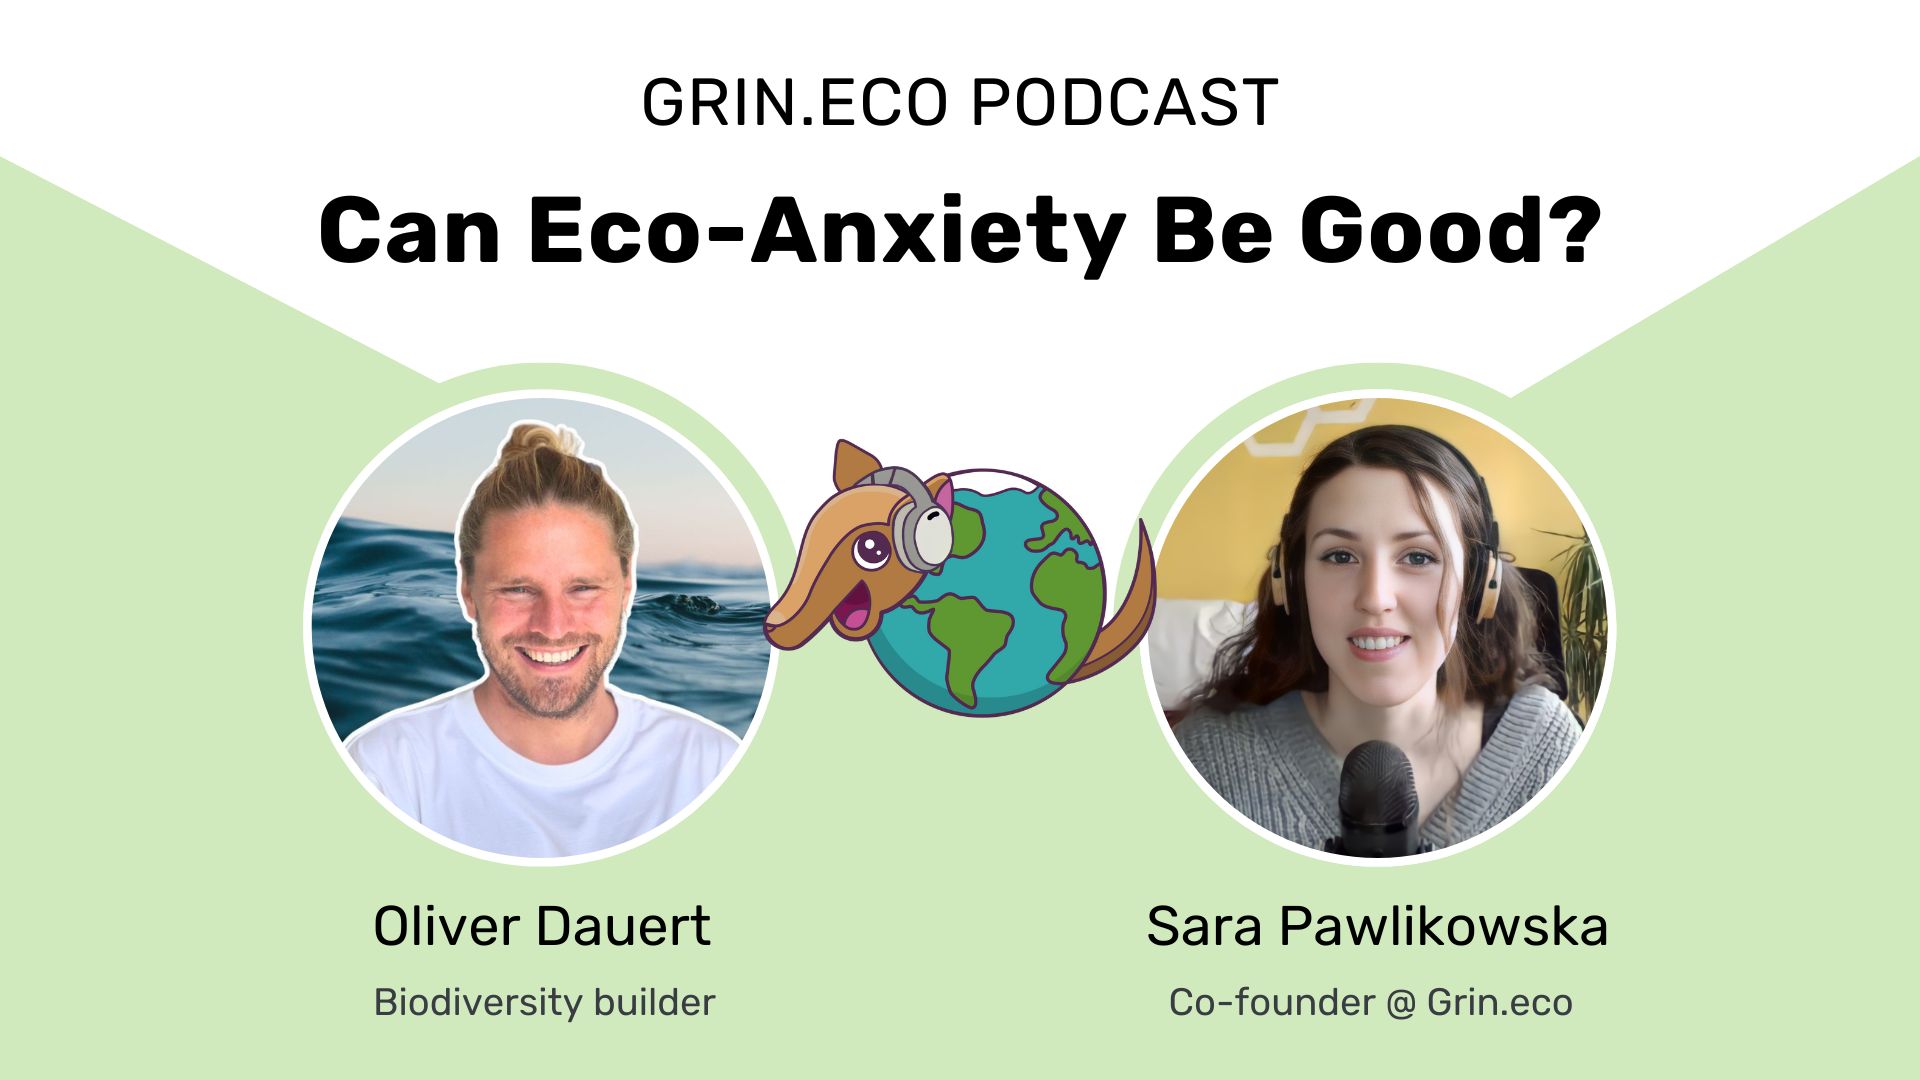 GRIN.ECO PODCAST
Can Eco-Anxiety Be Good?
Oliver Dauert
Biodiversity builder
Sara Pawlikowska
Co-founder @ Grin.eco